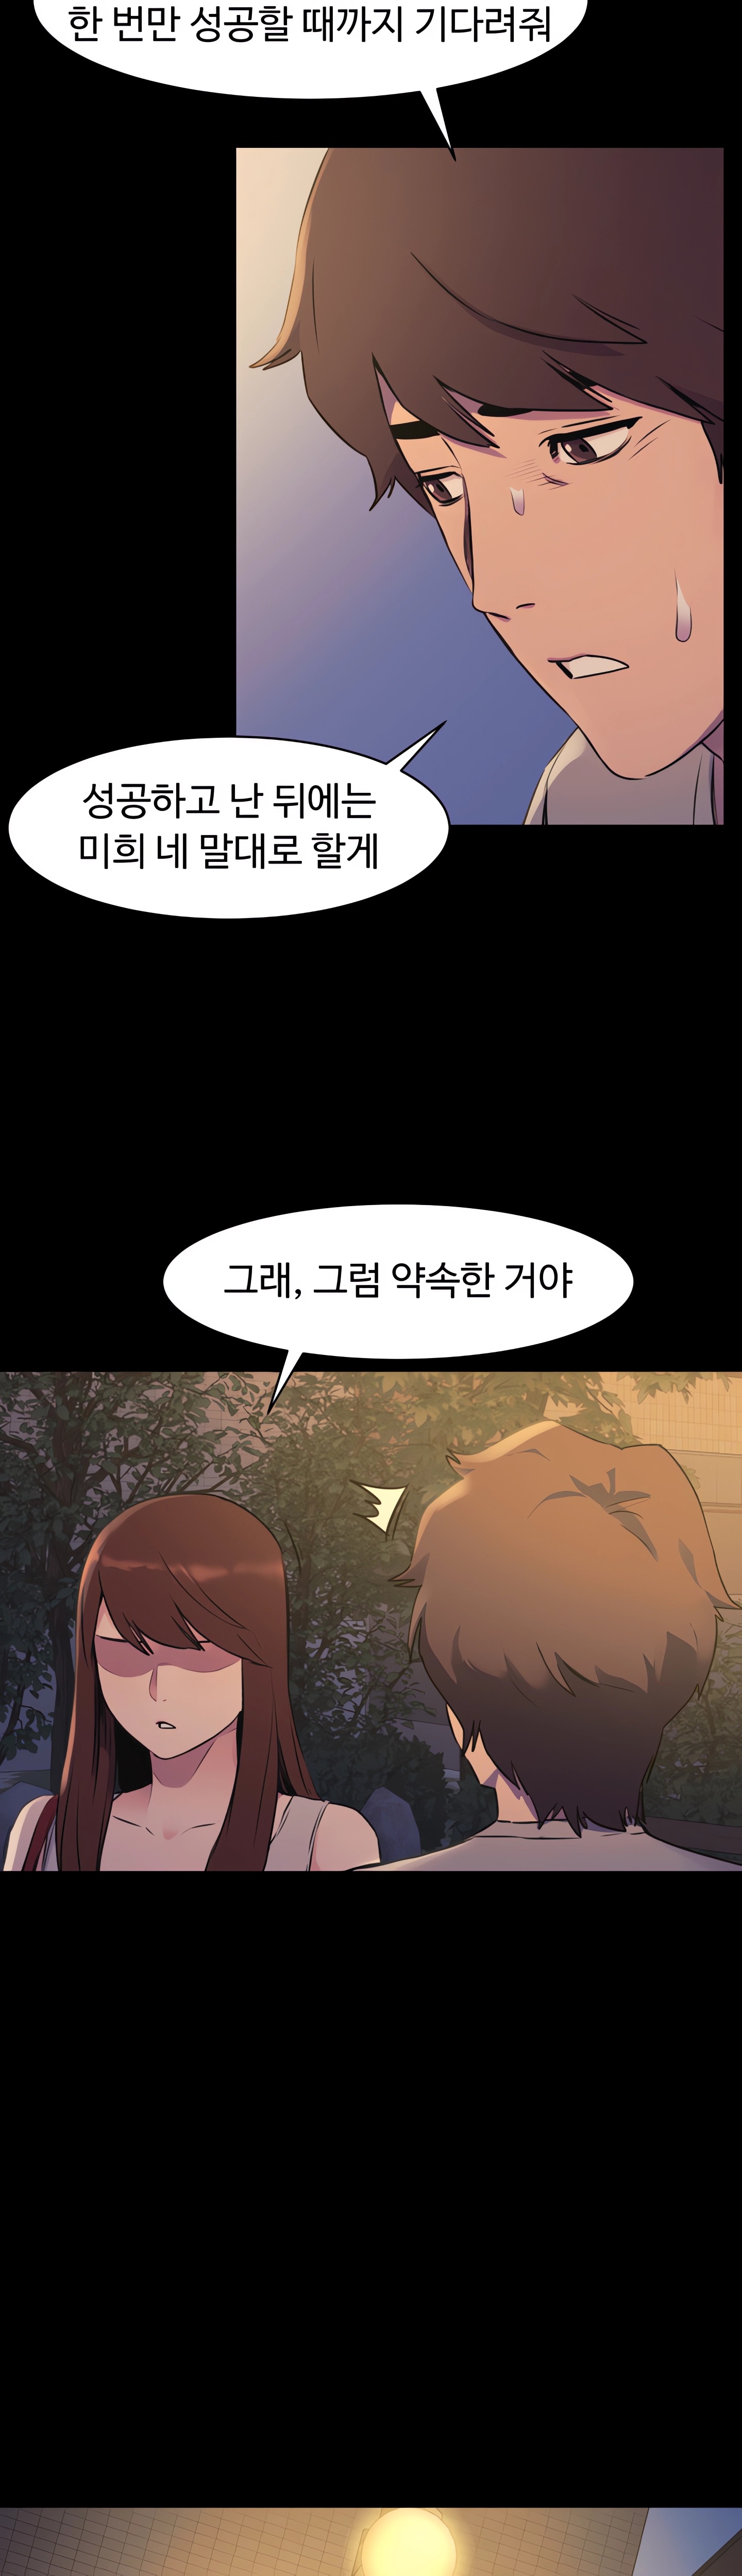 한 번만 성공할 때까지 기다려줘
성공하고 난 뒤에는
미희 네 말대로 할게
그래, 그럼 약속한 거야